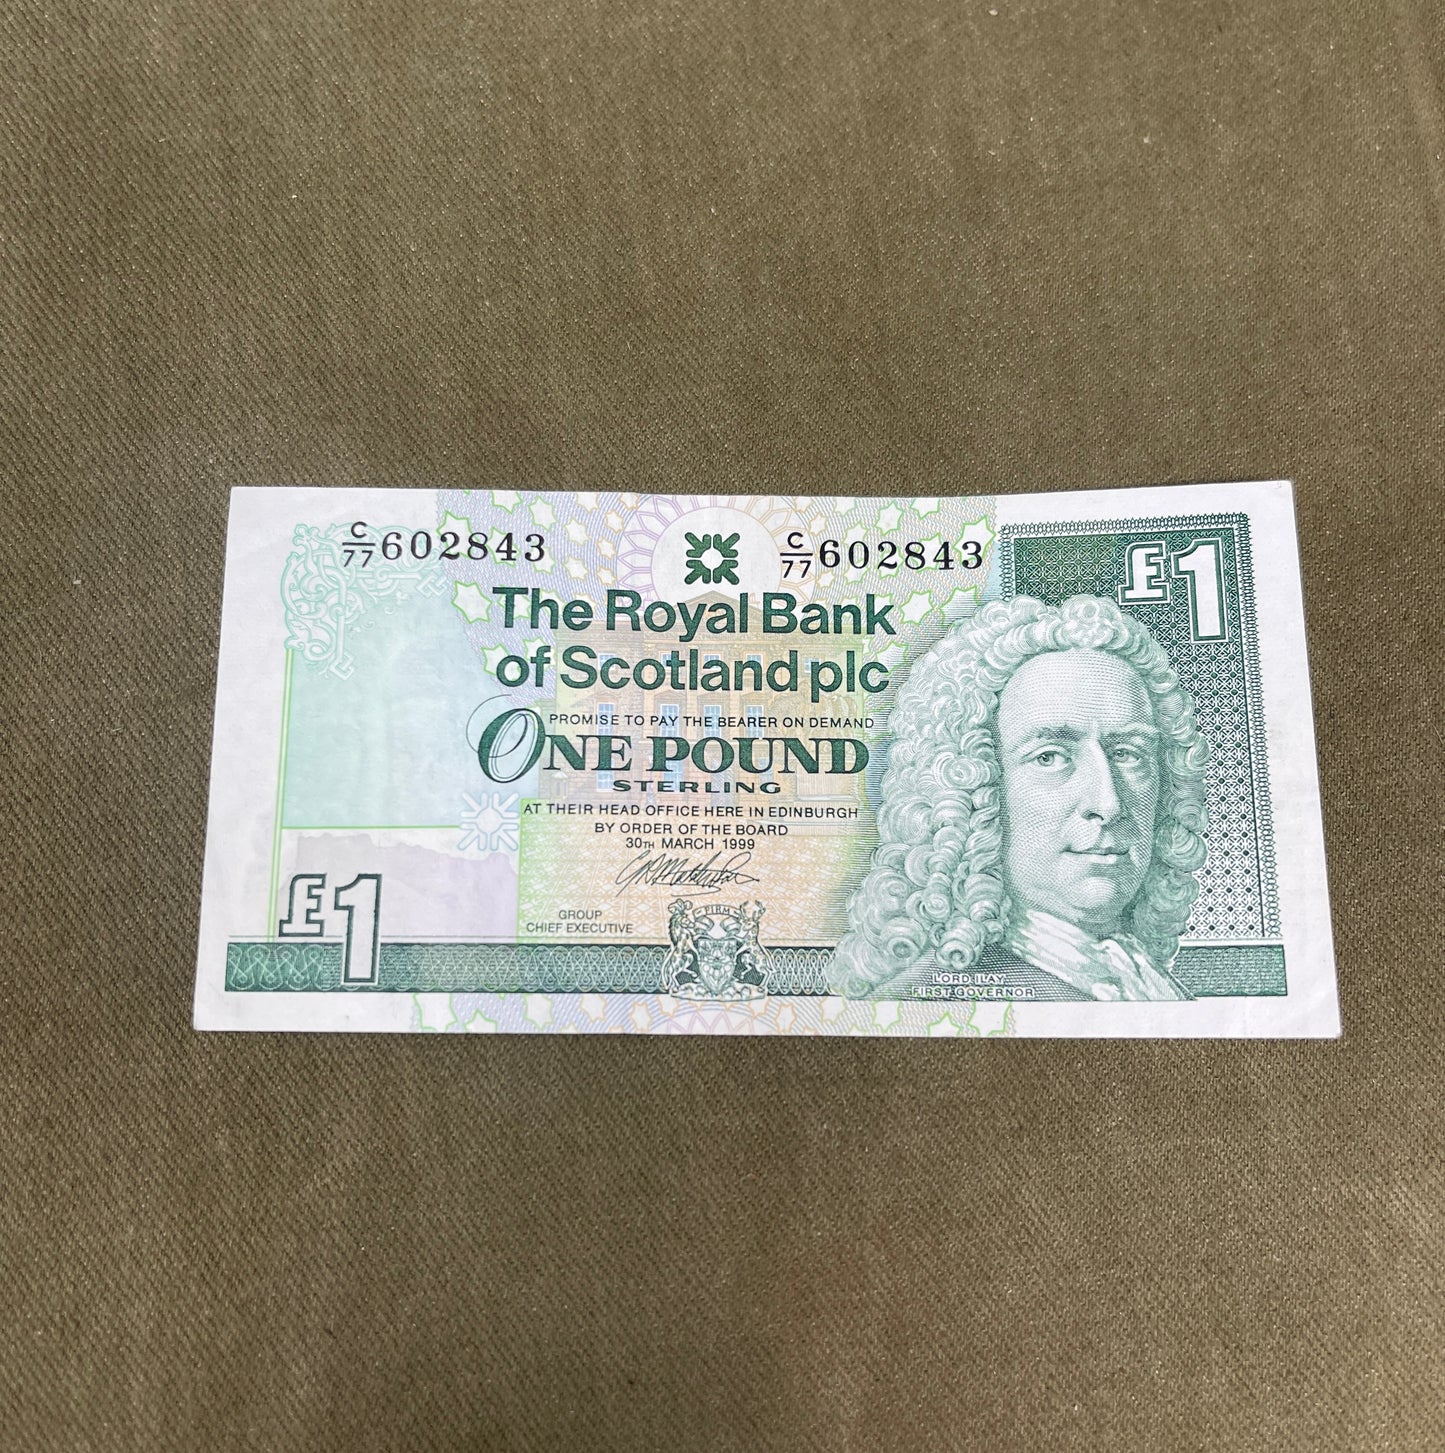 C/77 602843
C/77 602843
The Royal Bank
of Scotland plc
PROMISE TO PAY THE BEARER ON DEMAND
ONE POUND
STERLING
AT THEIR HEAD OFFICE HERE IN EDINBURGH
BY ORDER OF THE BOARD
30TH MARCH 1999
GROUP
CHIEF EXECUTIVE
FIRM
£1
£1
LORD ILAY
FIRST GOVERNOR